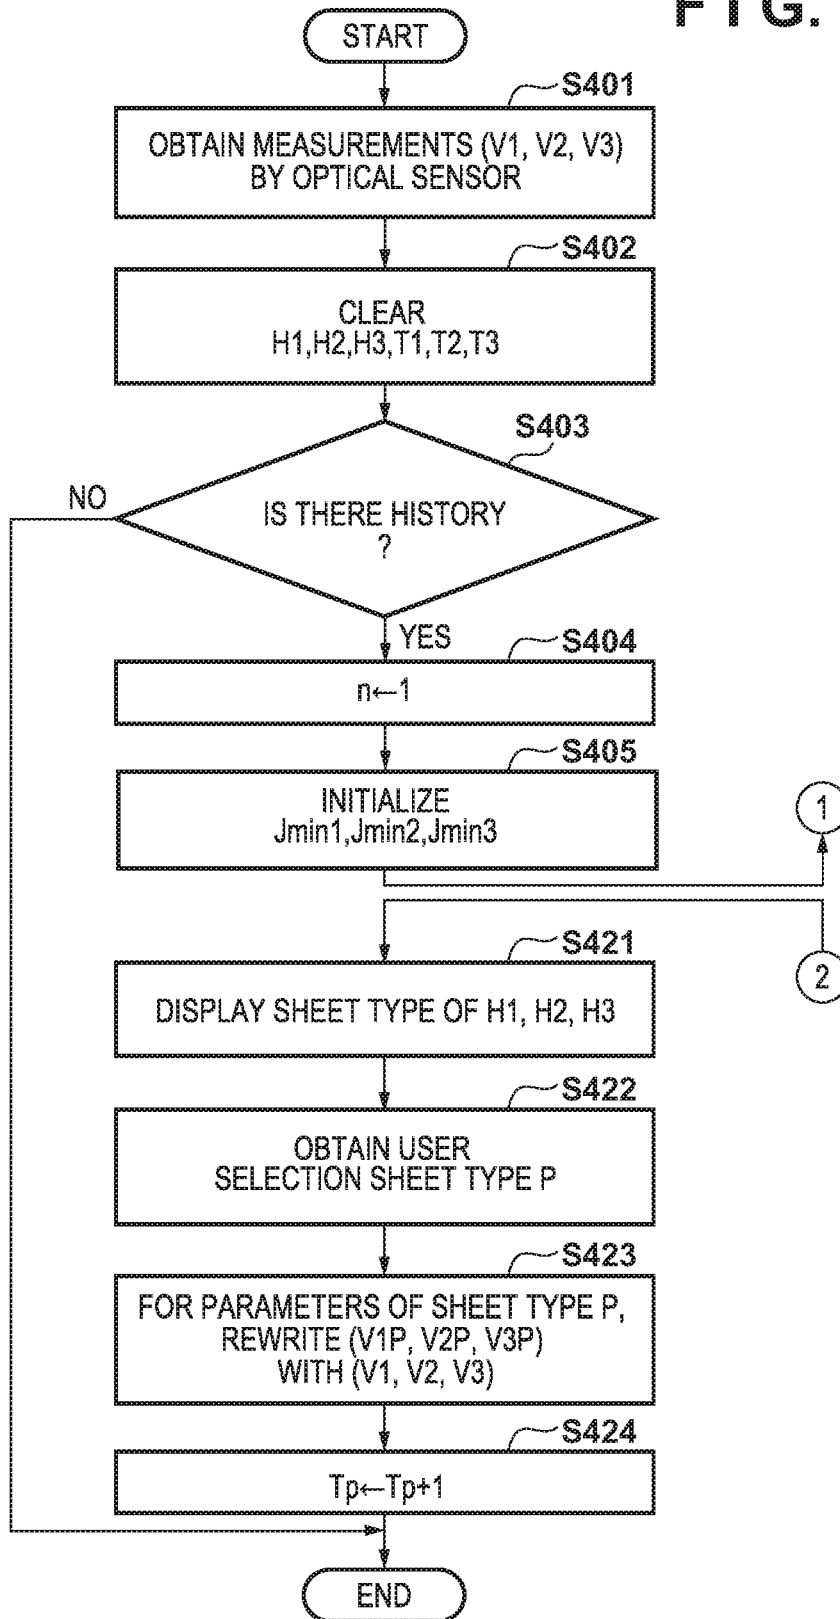 FIG.
START
S401
OBTAIN MEASUREMENTS (V1, V2, V3)
BY OPTICAL SENSOR
S402
CLEAR
H1,H2,H3,T1,T2,T3
S403
NO
IS THERE HISTORY
?
YES
S404
n←1
S405
INITIALIZE
Jmin1,Jmin2,Jmin3
1
S421
2
DISPLAY SHEET TYPE OF H1, H2, H3
S422
OBTAIN USER
SELECTION SHEET TYPE P
S423
FOR PARAMETERS OF SHEET TYPE P,
REWRITE (V1P, V2P, V3P)
WITH (V1, V2, V3)
S424
Tp←Tp+1
END